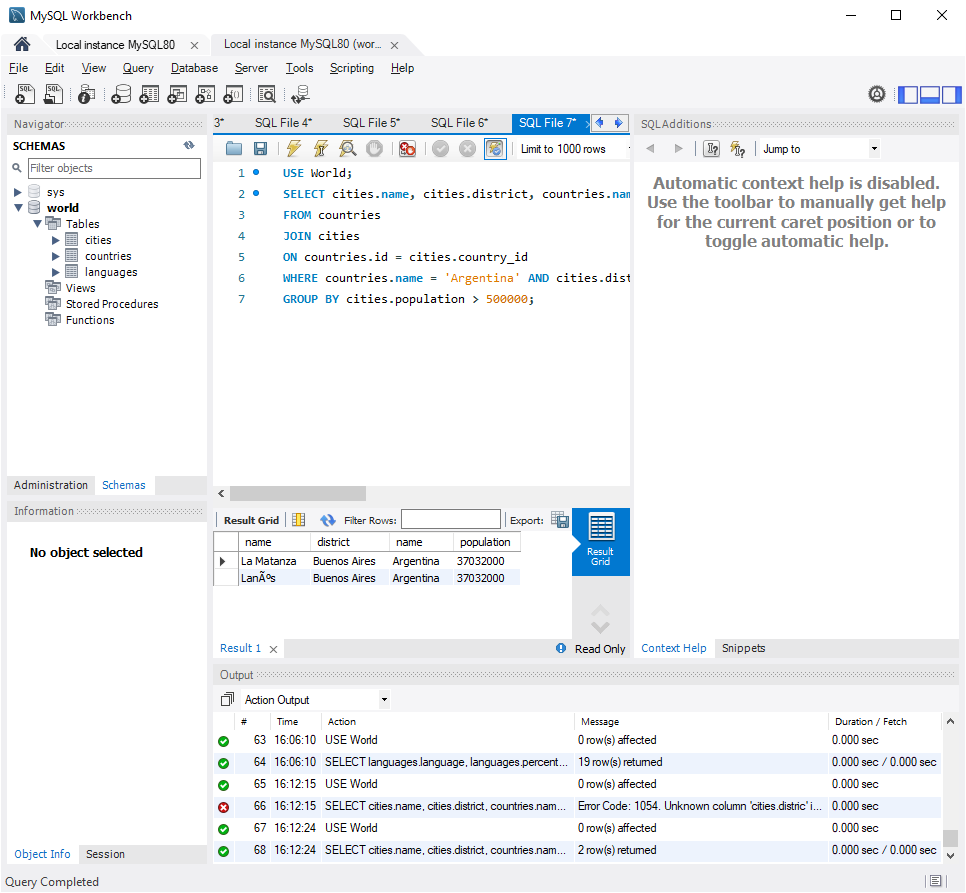 MySQL Workbench
Local instance MySQL80
Local instance MySQL80 (wor...
File Edit View Query Database Server Tools Scripting Help
Navigator
SCHEMAS
Filter objects
sys
world
Tables
cities
countries
languages
Views
Stored Procedures
Functions
Administration Schemas
Information
No object selected
Object Info Session
3* SQL File 4* SQL File 5* SQL File 6* SQL File 7*
Limit to 1000 rows
1 USE World;
2 SELECT cities.name, cities.district, countries.nam
3 FROM countries
4 JOIN cities
5 ON countries.id = cities.country_id
6 WHERE countries.name = 'Argentina' AND cities.dist
7 GROUP BY cities.population > 500000;
Result Grid Filter Rows: Export:
name district name population
La Matanza Buenos Aires Argentina 37032000
LanÃºs Buenos Aires Argentina 37032000
Result
Grid
Result 1 Read Only
SQLAdditions
Jump to
Automatic context help is disabled.
Use the toolbar to manually get help
for the current caret position or to
toggle automatic help.
Context Help Snippets
Output
Action Output
# Time Action Message Duration / Fetch
63 16:06:10 USE World 0 row(s) affected 0.000 sec
64 16:06:10 SELECT languages.language, languages.percent... 19 row(s) returned 0.000 sec / 0.000 sec
65 16:12:15 USE World 0 row(s) affected 0.000 sec
66 16:12:15 SELECT cities.name, cities.district, countries.nam... Error Code: 1054. Unknown column 'cities.distric' i... 0.000 sec
67 16:12:24 USE World 0 row(s) affected 0.000 sec
68 16:12:24 SELECT cities.name, cities.district, countries.nam... 2 row(s) returned 0.000 sec / 0.000 sec
Query Completed